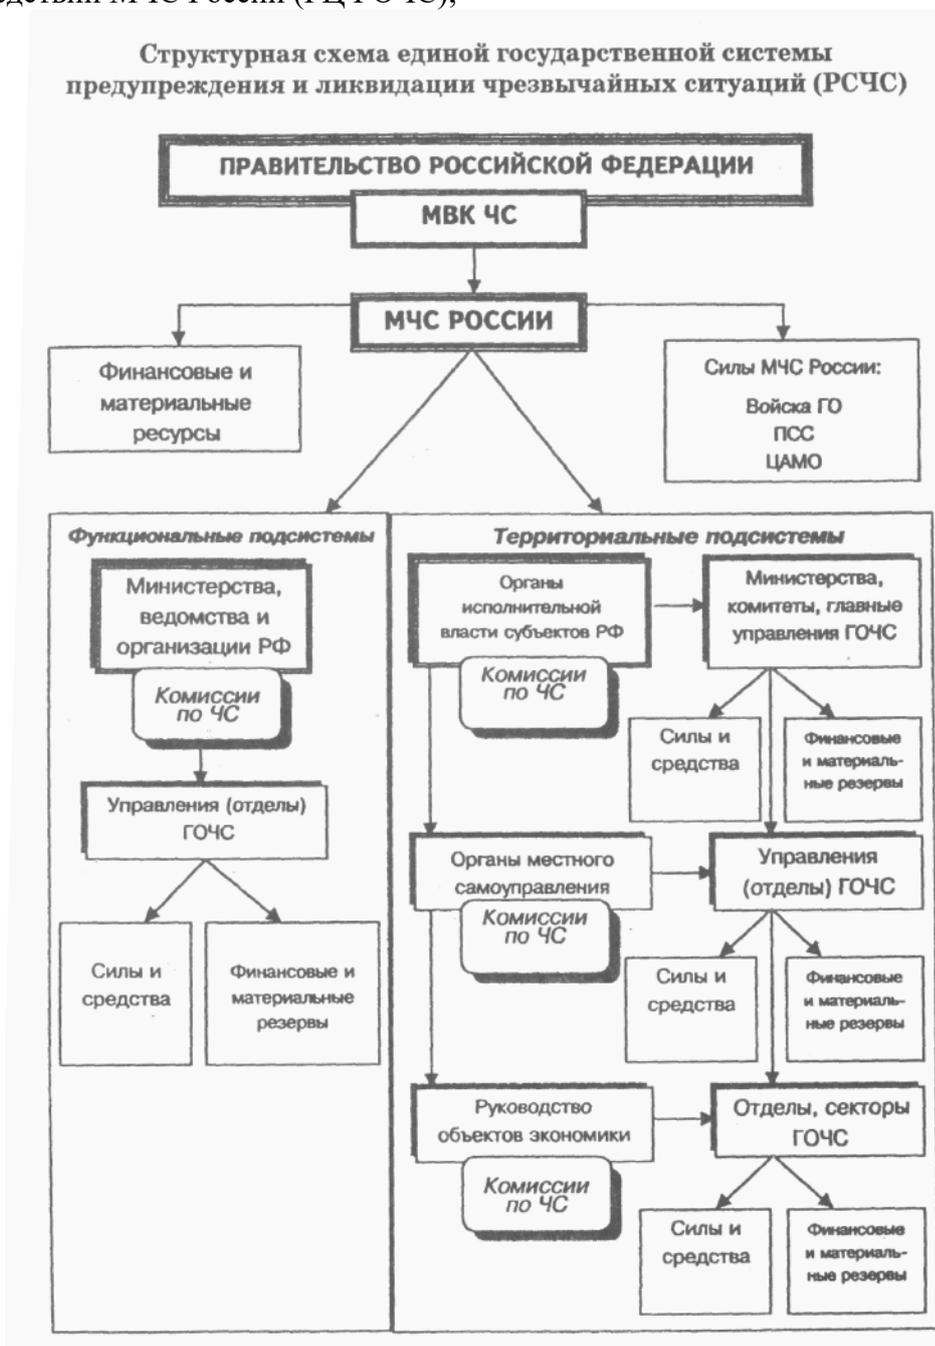 МЧС России (РЦ ГОЧС);
Структурная схема единой государственной системы
предупреждения и ликвидации чрезвычайных ситуаций (РСЧС)
ПРАВИТЕЛЬСТВО РОССИЙСКОЙ ФЕДЕРАЦИИ
МВК ЧС
МЧС РОССИИ
Финансовые и
материальные
ресурсы
Силы МЧС России:
Войска ГО
ПСС
ЦАМО
Функциональные подсистемы
Министерства,
ведомства и
организации РФ
Комиссии
по ЧС
Управления (отделы)
ГОЧС
Силы и
средства
Финансовые и
материальные
резервы
Территориальные подсистемы
Органы
исполнительной
власти субъектов РФ
Комиссии
по ЧС
Министерства,
комитеты, главные
управления ГОЧС
Силы и
средства
Финансовые
и материаль-
ные резервы
Органы местного
самоуправления
Комиссии
по ЧС
Управления
(отделы) ГОЧС
Силы и
средства
Финансовые
и материаль-
ные резервы
Руководство
объектов экономики
Комиссии
по ЧС
Отделы, секторы
ГОЧС
Силы и
средства
Финансовые
и материаль-
ные резервы